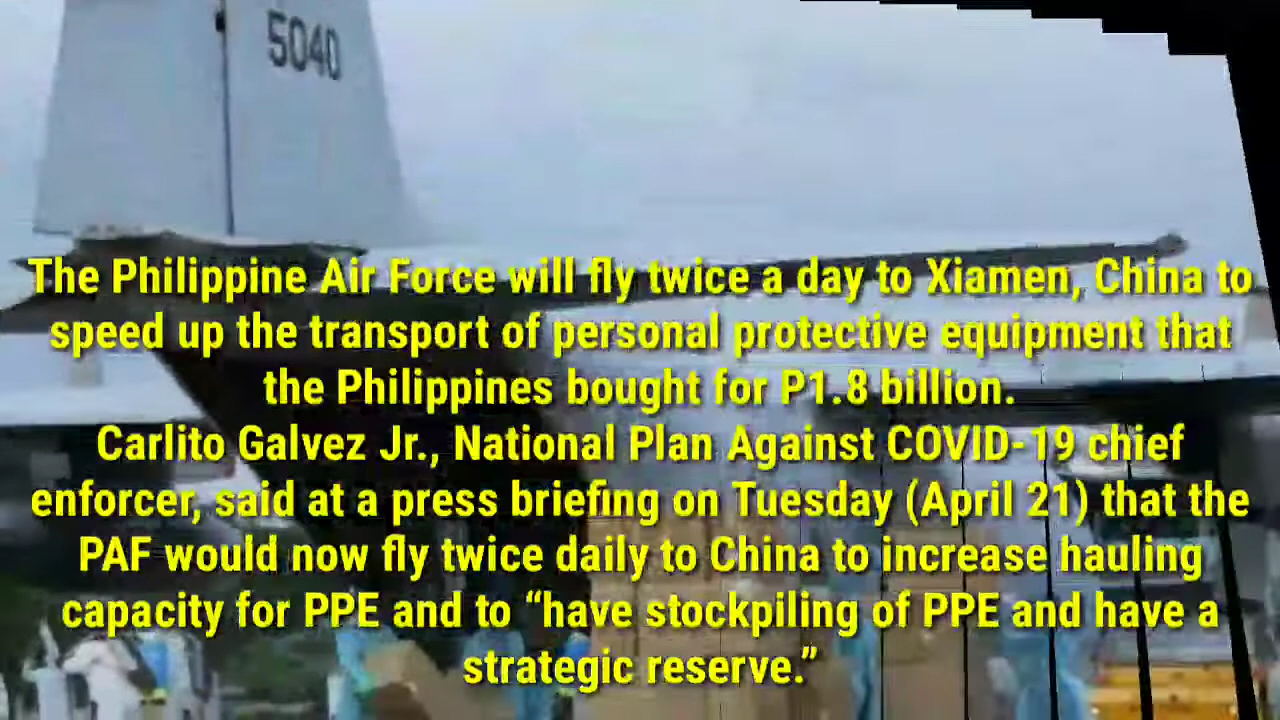 5040
The Philippine Air Force will fly twice a day to Xiamen, China to
speed up the transport of personal protective equipment that
the Philippines bought for P1.8 billion.
Carlito Galvez Jr., National Plan Against COVID-19 chief
enforcer, said at a press briefing on Tuesday (April 21) that the
PAF would now fly twice daily to China to increase hauling
capacity for PPE and to “have stockpiling of PPE and have a
strategic reserve.”